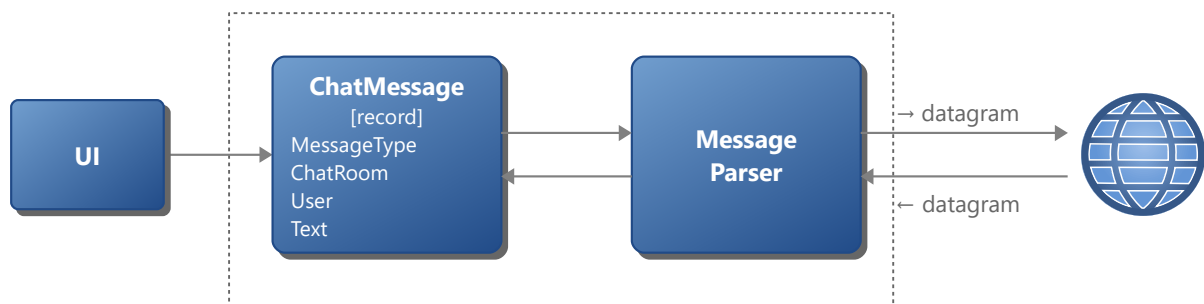 UI
ChatMessage
[record]
MessageType
ChatRoom
User
Text
Message
Parser
→ datagram
← datagram